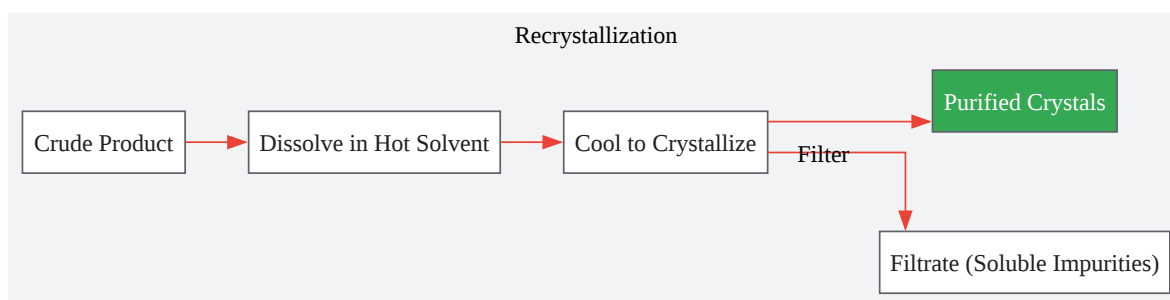 Recrystallization
Crude Product
Dissolve in Hot Solvent
Cool to Crystallize
Purified Crystals
Filter
Filtrate (Soluble Impurities)